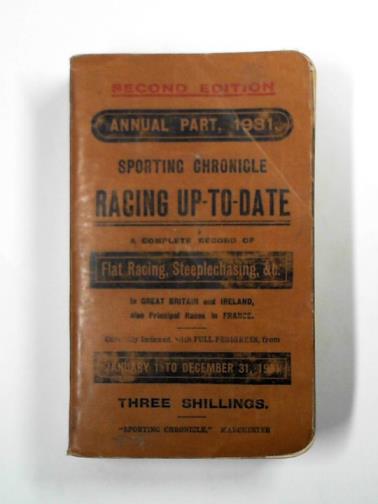 SECOND EDITION
ANNUAL PART, 1931.
SPORTING CHRONICLE
RACING UP-TO-DATE
A COMPLETE RECORD OF
Flat Racing, Steeplechasing, &c.
In GREAT BRITAIN and IRELAND,
also Principal Races in FRANCE.
Carefully Indexed, with FULL PEDIGREES, from
JANUARY 1 TO DECEMBER 31, 1931
THREE SHILLINGS.
"SPORTING CHRONICLE," MANCHESTER